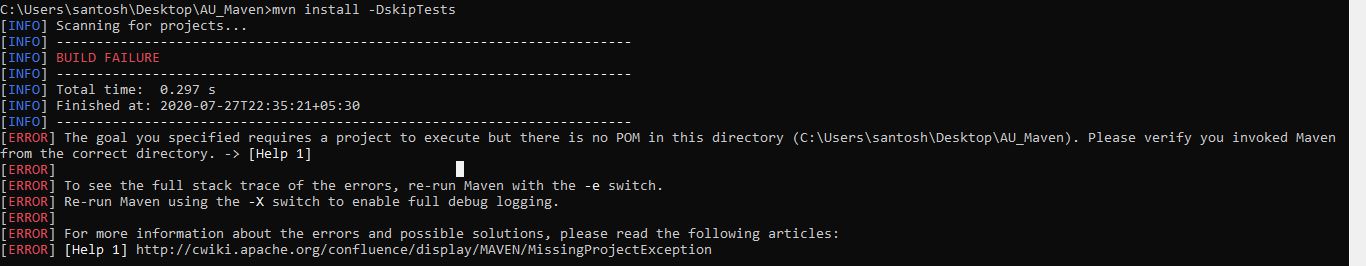 C:\Users\santosh\Desktop\AU_Maven>mvn install -DskipTests
[INFO] Scanning for projects...
[INFO] ------------------------------------------------------------------------
[INFO] BUILD FAILURE
[INFO] ------------------------------------------------------------------------
[INFO] Total time:  0.297 s
[INFO] Finished at: 2020-07-27T22:35:21+05:30
[INFO] ------------------------------------------------------------------------
[ERROR] The goal you specified requires a project to execute but there is no POM in this directory (C:\Users\santosh\Desktop\AU_Maven). Please verify you invoked Maven
from the correct directory. -> [Help 1]
[ERROR]
[ERROR] To see the full stack trace of the errors, re-run Maven with the -e switch.
[ERROR] Re-run Maven using the -X switch to enable full debug logging.
[ERROR]
[ERROR] For more information about the errors and possible solutions, please read the following articles:
[ERROR] [Help 1] http://cwiki.apache.org/confluence/display/MAVEN/MissingProjectException